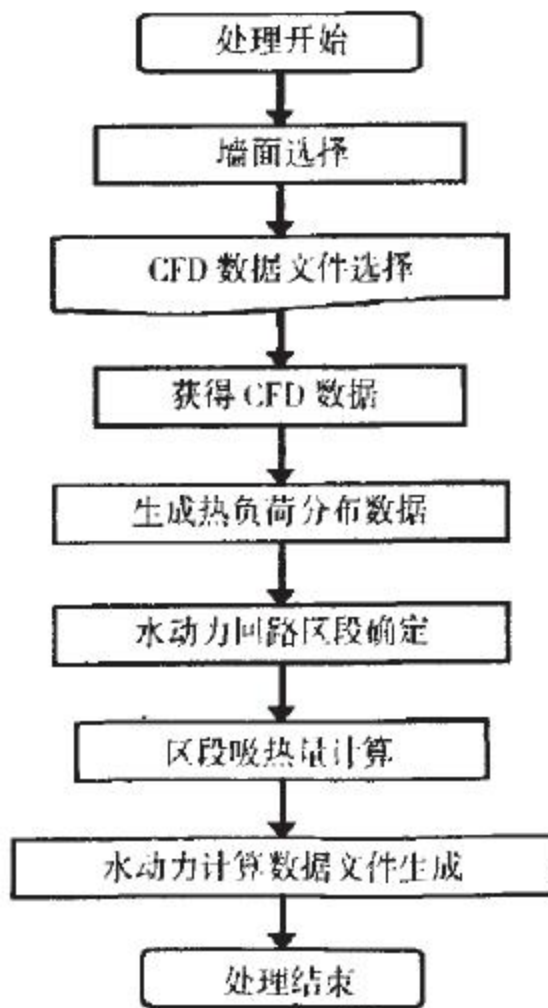 处理开始
墙面选择
CFD 数据文件选择
获得 CFD 数据
生成热负荷分布数据
水动力回路区段确定
区段吸热量计算
水动力计算数据文件生成
处理结束